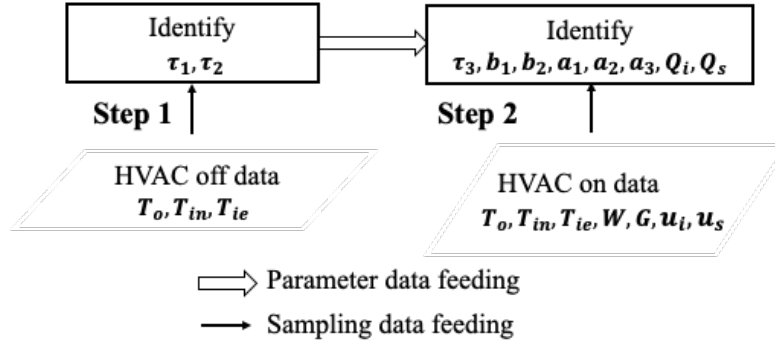 Identify
τ₁, τ₂
Identify
τ₃, b₁, b₂, a₁, a₂, a₃, Qᵢ, Qₛ
Step 1
Step 2
HVAC off data
Tₒ, Tᵢₙ, Tᵢₑ
HVAC on data
Tₒ, Tᵢₙ, Tᵢₑ, W, G, uᵢ, uₛ
Parameter data feeding
Sampling data feeding